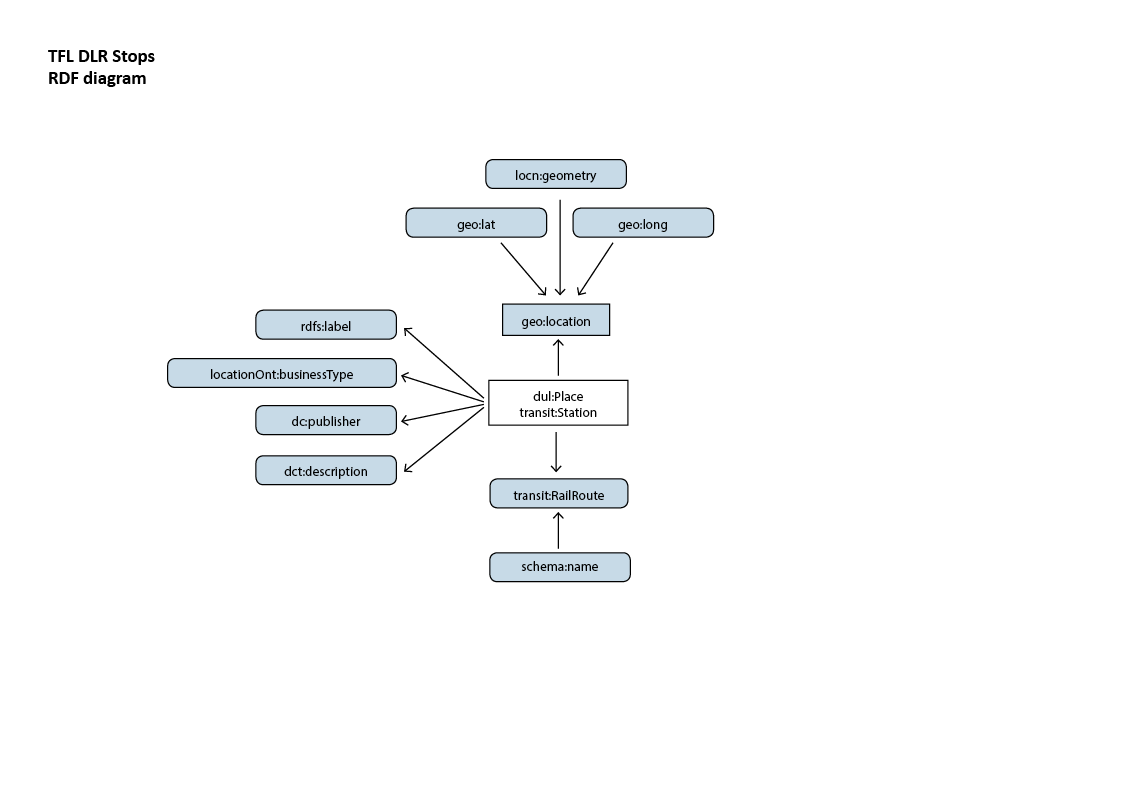 TFL DLR Stops
RDF diagram
locn:geometry
geo:lat
geo:long
geo:location
rdfs:label
locationOnt:businessType
dc:publisher
dct:description
dul:Place
transit:Station
transit:RailRoute
schema:name